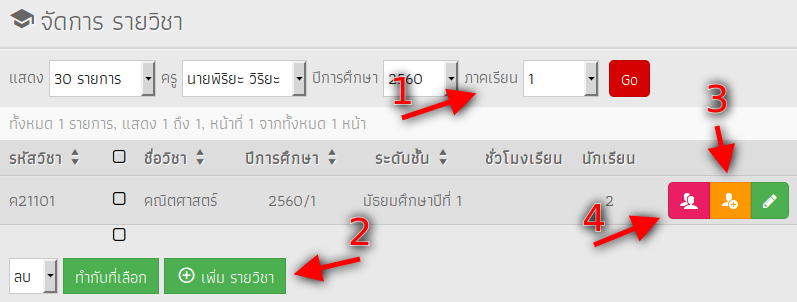 จัดการ รายวิชา
แสดง 30 รายการ ครู นายพิริยะ วิริยะ ปีการศึกษา 2560 ภาคเรียน 1 Go
1
3
ทั้งหมด 1 รายการ, แสดง 1 ถึง 1, หน้าที่ 1 จากทั้งหมด 1 หน้า
รหัสวิชา ชื่อวิชา ปีการศึกษา ระดับชั้น ชั่วโมงเรียน นักเรียน
ค21101 คณิตศาสตร์ 2560/1 มัธยมศึกษาปีที่ 1 2
4
2
ลบ ทำกับที่เลือก เพิ่ม รายวิชา